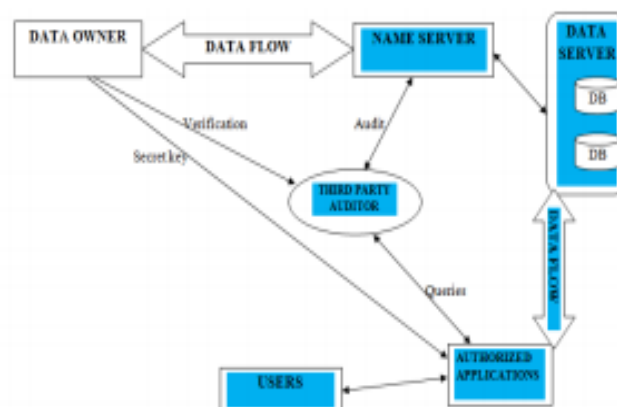 DATA OWNER
DATA FLOW
NAME SERVER
DATA
SERVER
DB
DB
Verification
Audit
Secret key
THIRD PARTY
AUDITOR
DATA FLOW
Queries
AUTHORIZED
APPLICATIONS
USERS